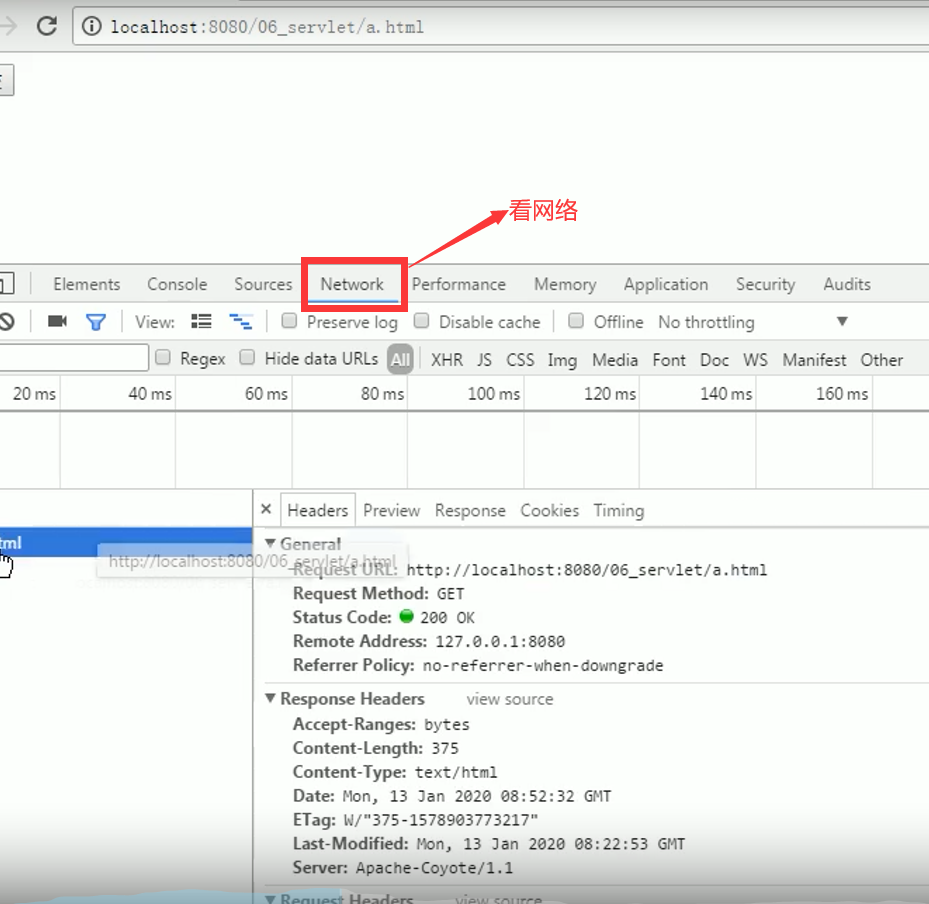 localhost:8080/06_servlet/a.html
看网络
Elements Console Sources Network Performance Memory Application Security Audits
View: Preserve log Disable cache Offline No throttling
Regex Hide data URLs All XHR JS CSS Img Media Font Doc WS Manifest Other
20 ms 40 ms 60 ms 80 ms 100 ms 120 ms 140 ms 160 ms
× Headers Preview Response Cookies Timing
tml
http://localhost:8080/06_servlet/a.html
General
Request URL: http://localhost:8080/06_servlet/a.html
Request Method: GET
Status Code: 200 OK
Remote Address: 127.0.0.1:8080
Referrer Policy: no-referrer-when-downgrade
Response Headers view source
Accept-Ranges: bytes
Content-Length: 375
Content-Type: text/html
Date: Mon, 13 Jan 2020 08:52:32 GMT
ETag: W/"375-1578903773217"
Last-Modified: Mon, 13 Jan 2020 08:22:53 GMT
Server: Apache-Coyote/1.1
Request Headers view source